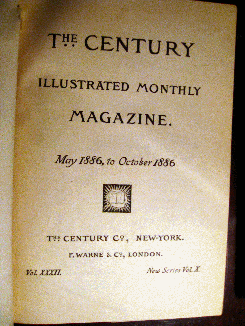 THE CENTURY
ILLUSTRATED MONTHLY
MAGAZINE.
May 1886, to October 1886
THE CENTURY Co, NEW-YORK.
F. WARNE & Co, LONDON.
Vol. XXXII. New Series Vol. X.